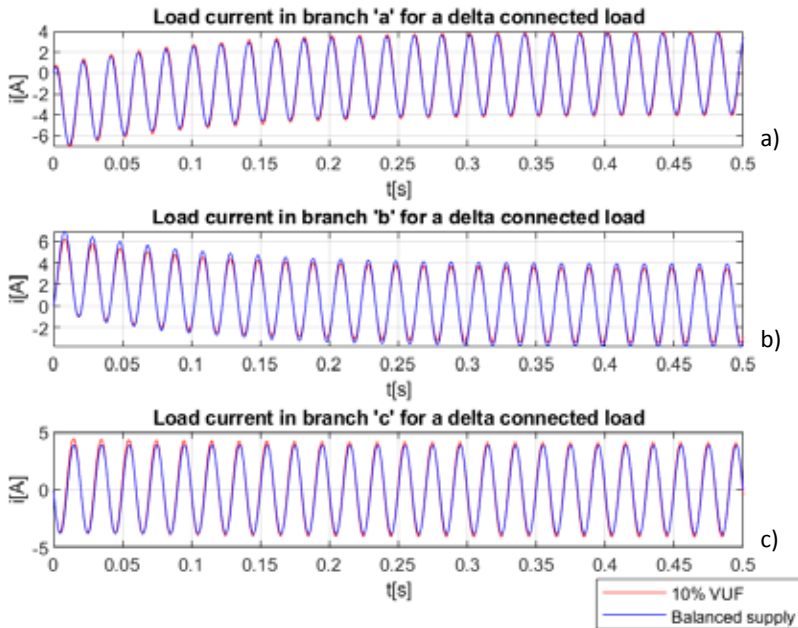 Load current in branch 'a' for a delta connected load
4
2
0
-2
-4
-6
i[A]
0 0.05 0.1 0.15 0.2 0.25 0.3 0.35 0.4 0.45 0.5
t[s]
a)
Load current in branch 'b' for a delta connected load
6
4
2
0
-2
i[A]
0 0.05 0.1 0.15 0.2 0.25 0.3 0.35 0.4 0.45 0.5
t[s]
b)
Load current in branch 'c' for a delta connected load
5
0
-5
i[A]
0 0.05 0.1 0.15 0.2 0.25 0.3 0.35 0.4 0.45 0.5
t[s]
c)
10% VUF
Balanced supply